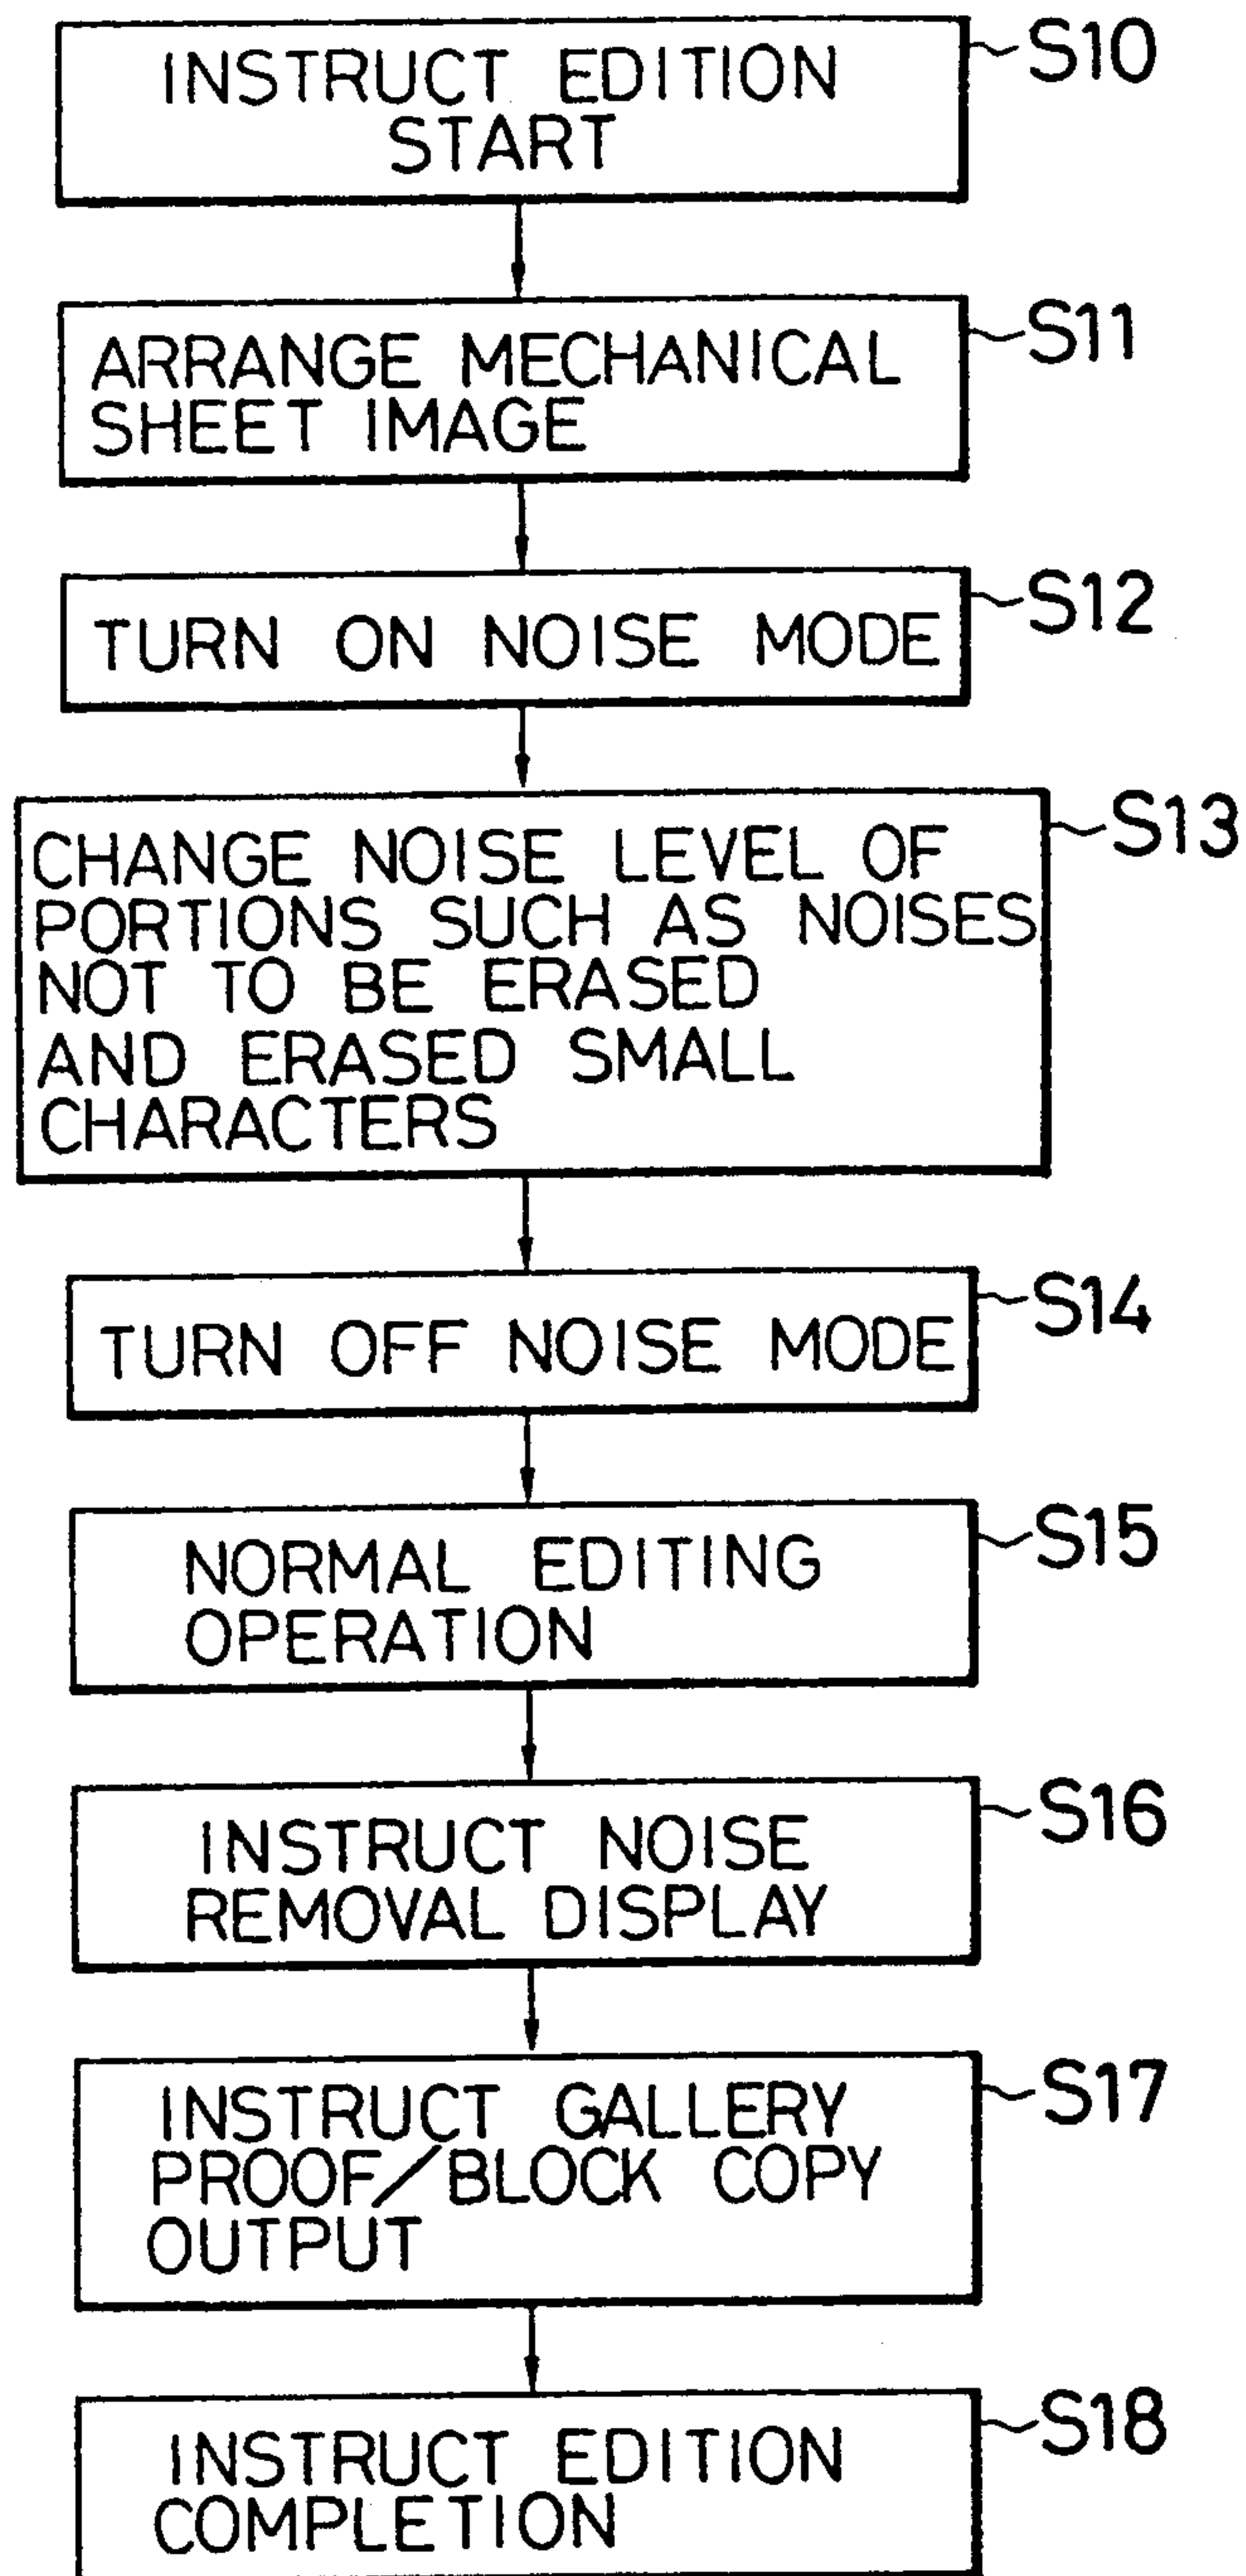 INSTRUCT EDITION
START
S10
ARRANGE MECHANICAL
SHEET IMAGE
S11
TURN ON NOISE MODE
S12
CHANGE NOISE LEVEL OF
PORTIONS SUCH AS NOISES
NOT TO BE ERASED
AND ERASED SMALL
CHARACTERS
S13
TURN OFF NOISE MODE
S14
NORMAL EDITING
OPERATION
S15
INSTRUCT NOISE
REMOVAL DISPLAY
S16
INSTRUCT GALLERY
PROOF/BLOCK COPY
OUTPUT
S17
INSTRUCT EDITION
COMPLETION
S18